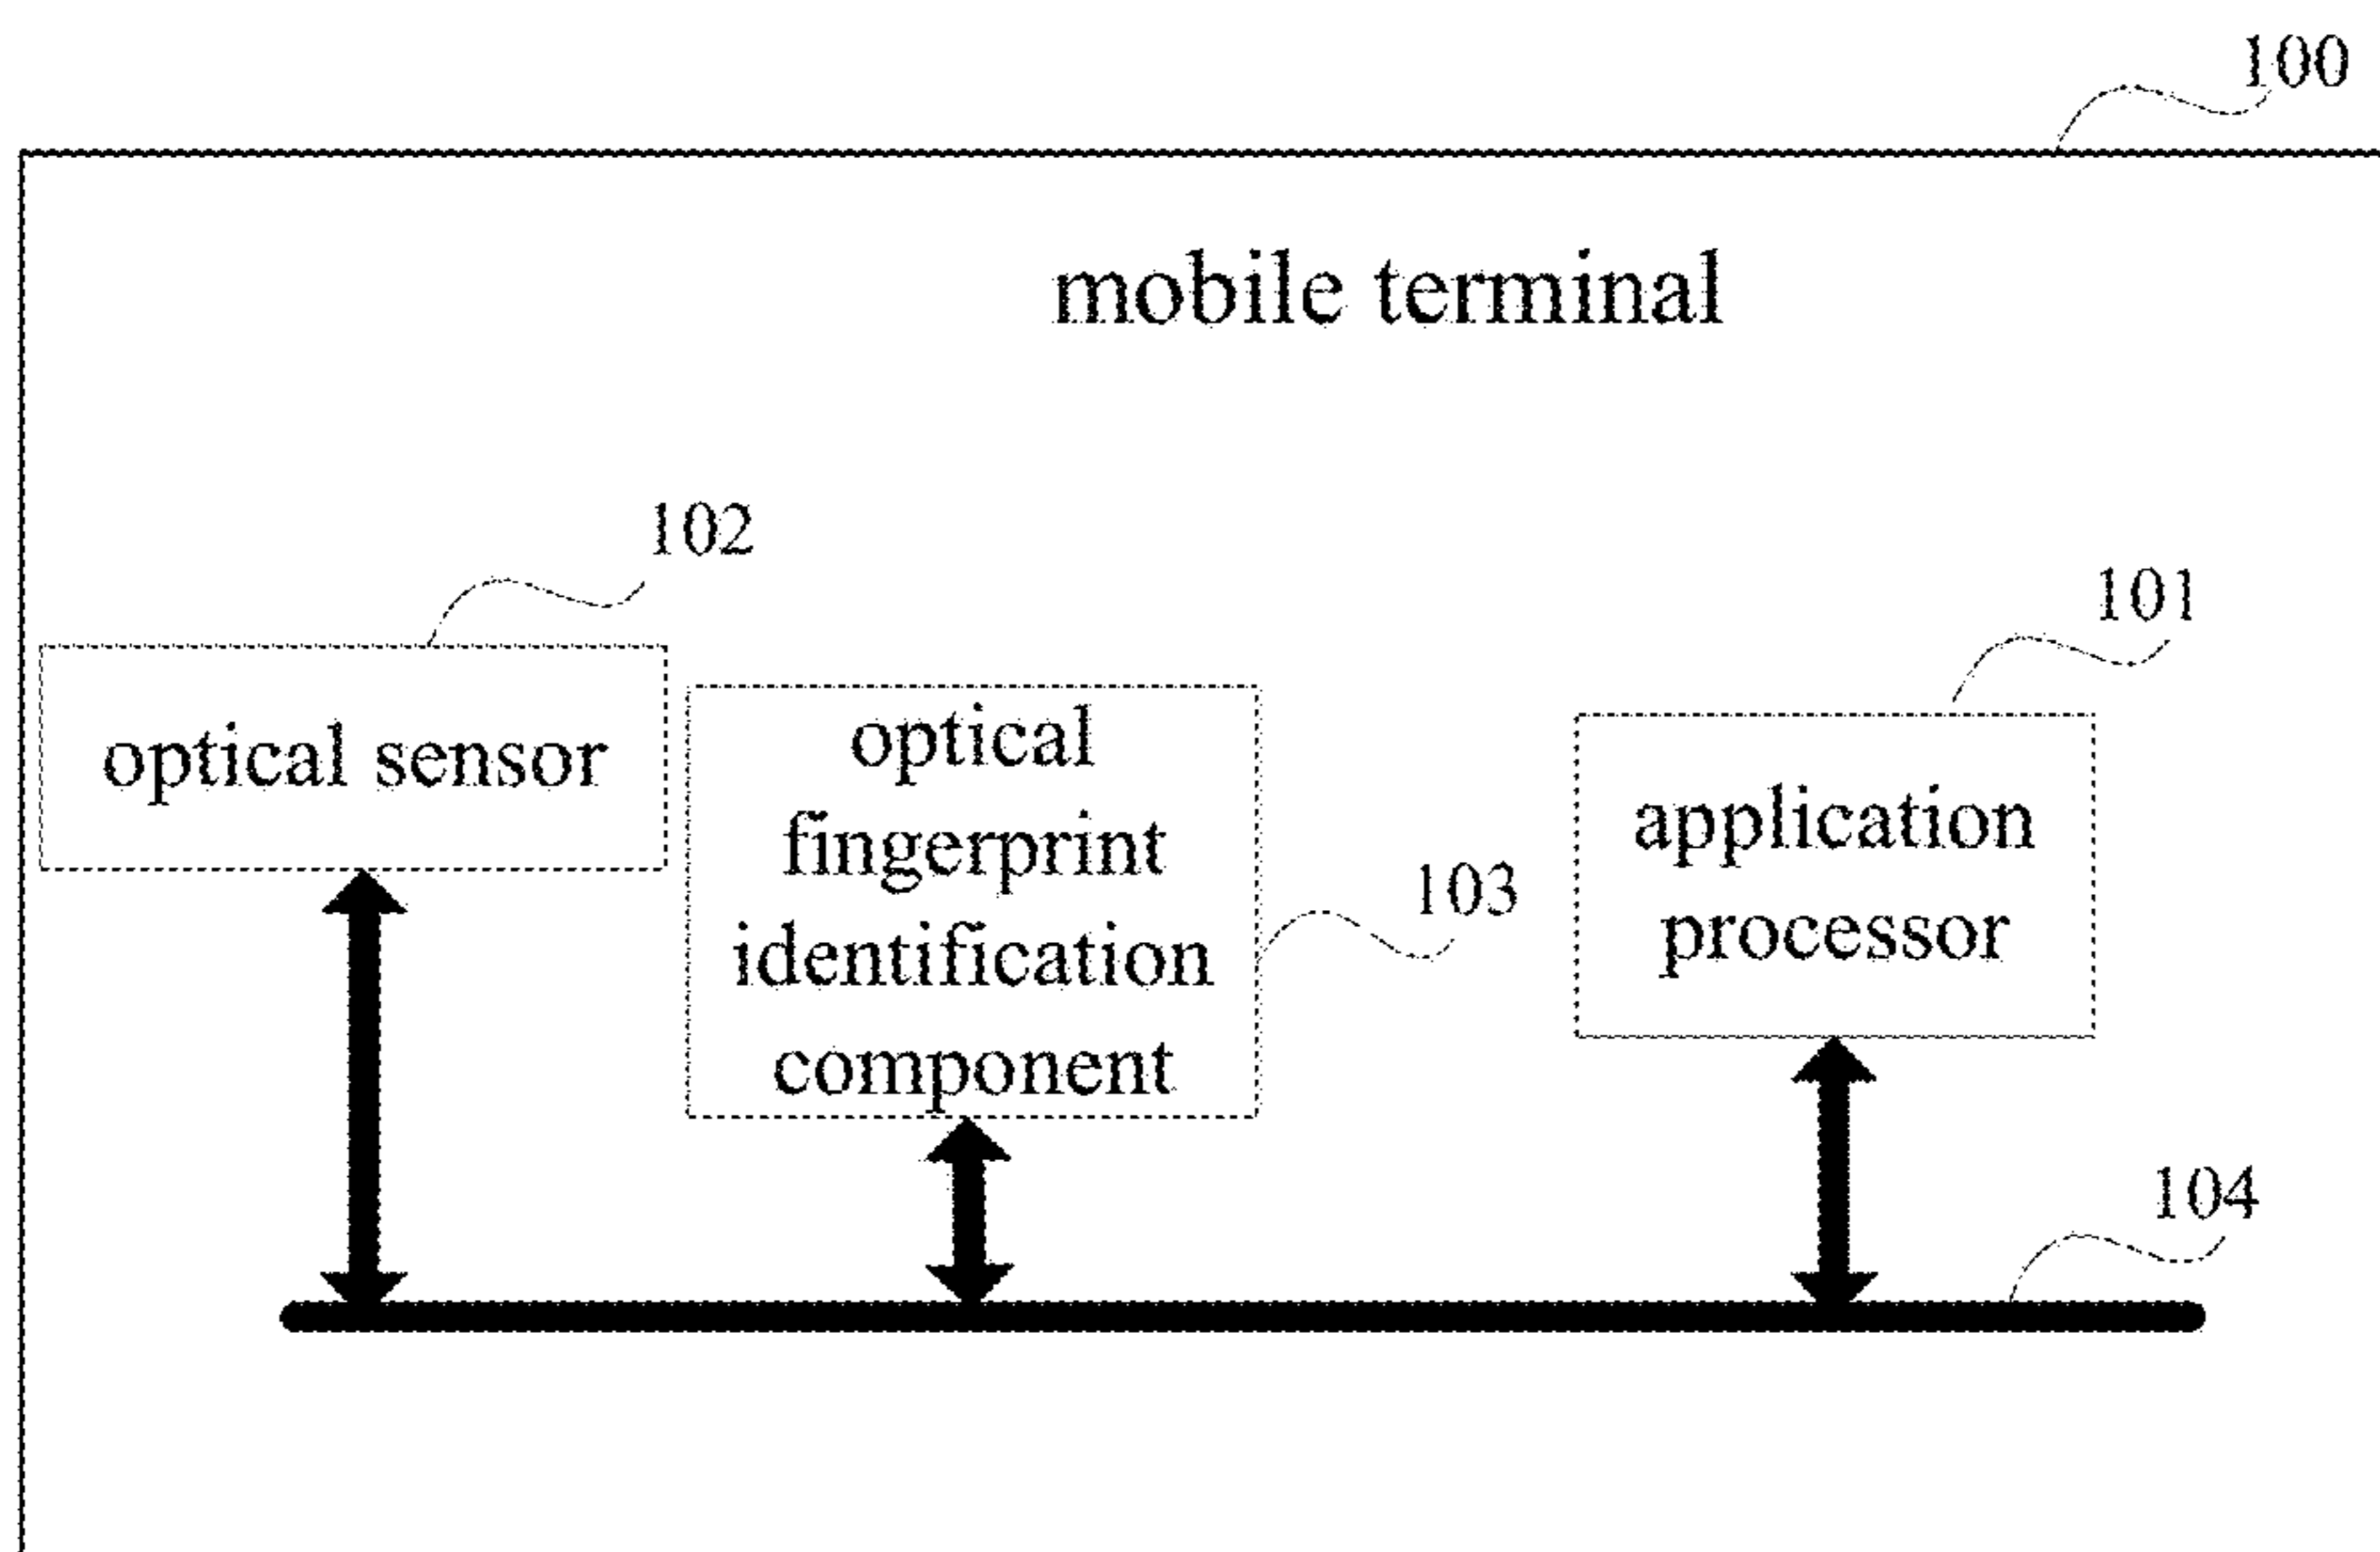 100
mobile terminal
102
101
optical sensor
optical
fingerprint
identification
component
103
application
processor
104